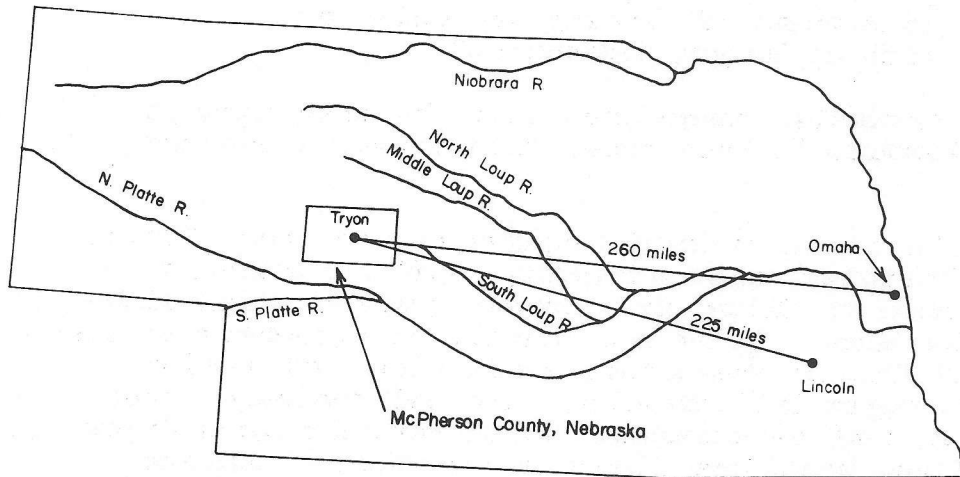 Niobrara R
North Loup R.
Middle Loup R.
N. Platte R.
Tryon
Omaha
260 miles
South Loup R.
225 miles
S. Platte R.
Lincoln
McPherson County, Nebraska